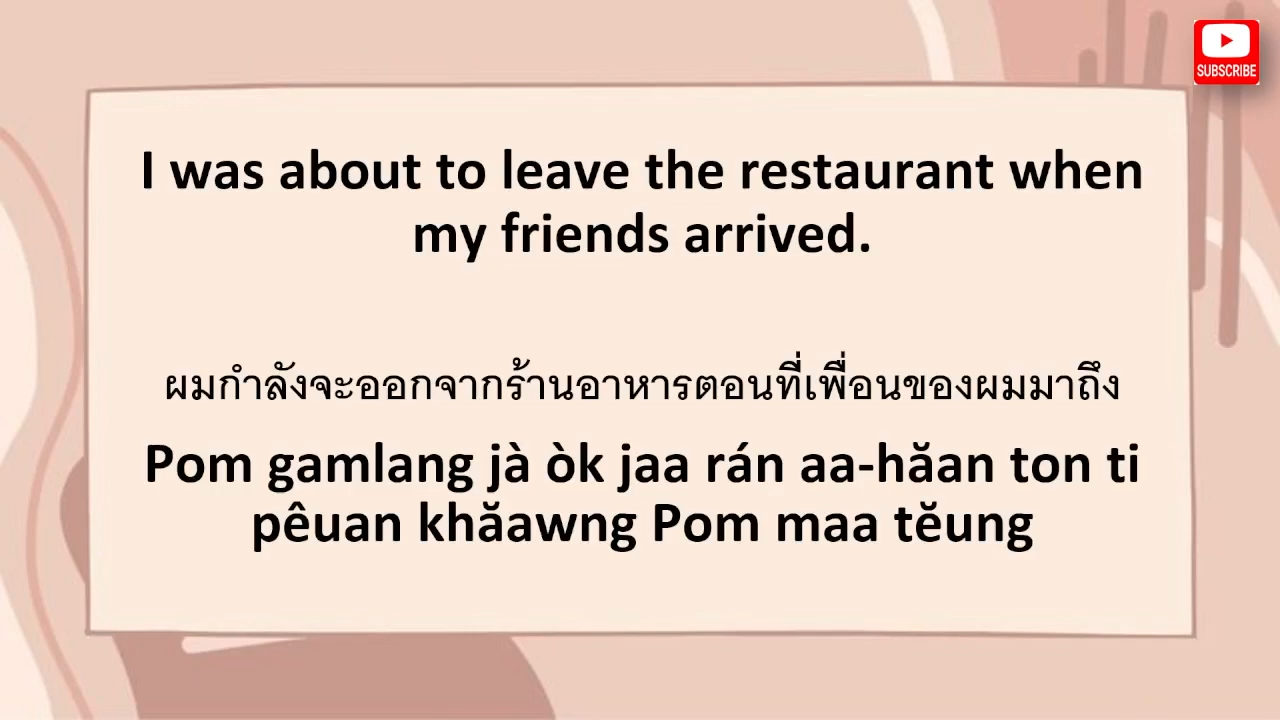 SUBSCRIBE
I was about to leave the restaurant when
my friends arrived.
ผมกำลังจะออกจากร้านอาหารตอนที่เพื่อนของผมมาถึง
Pom gamlang jà òk jaa rán aa-hăan ton ti
pêuan khăawng Pom maa tĕung